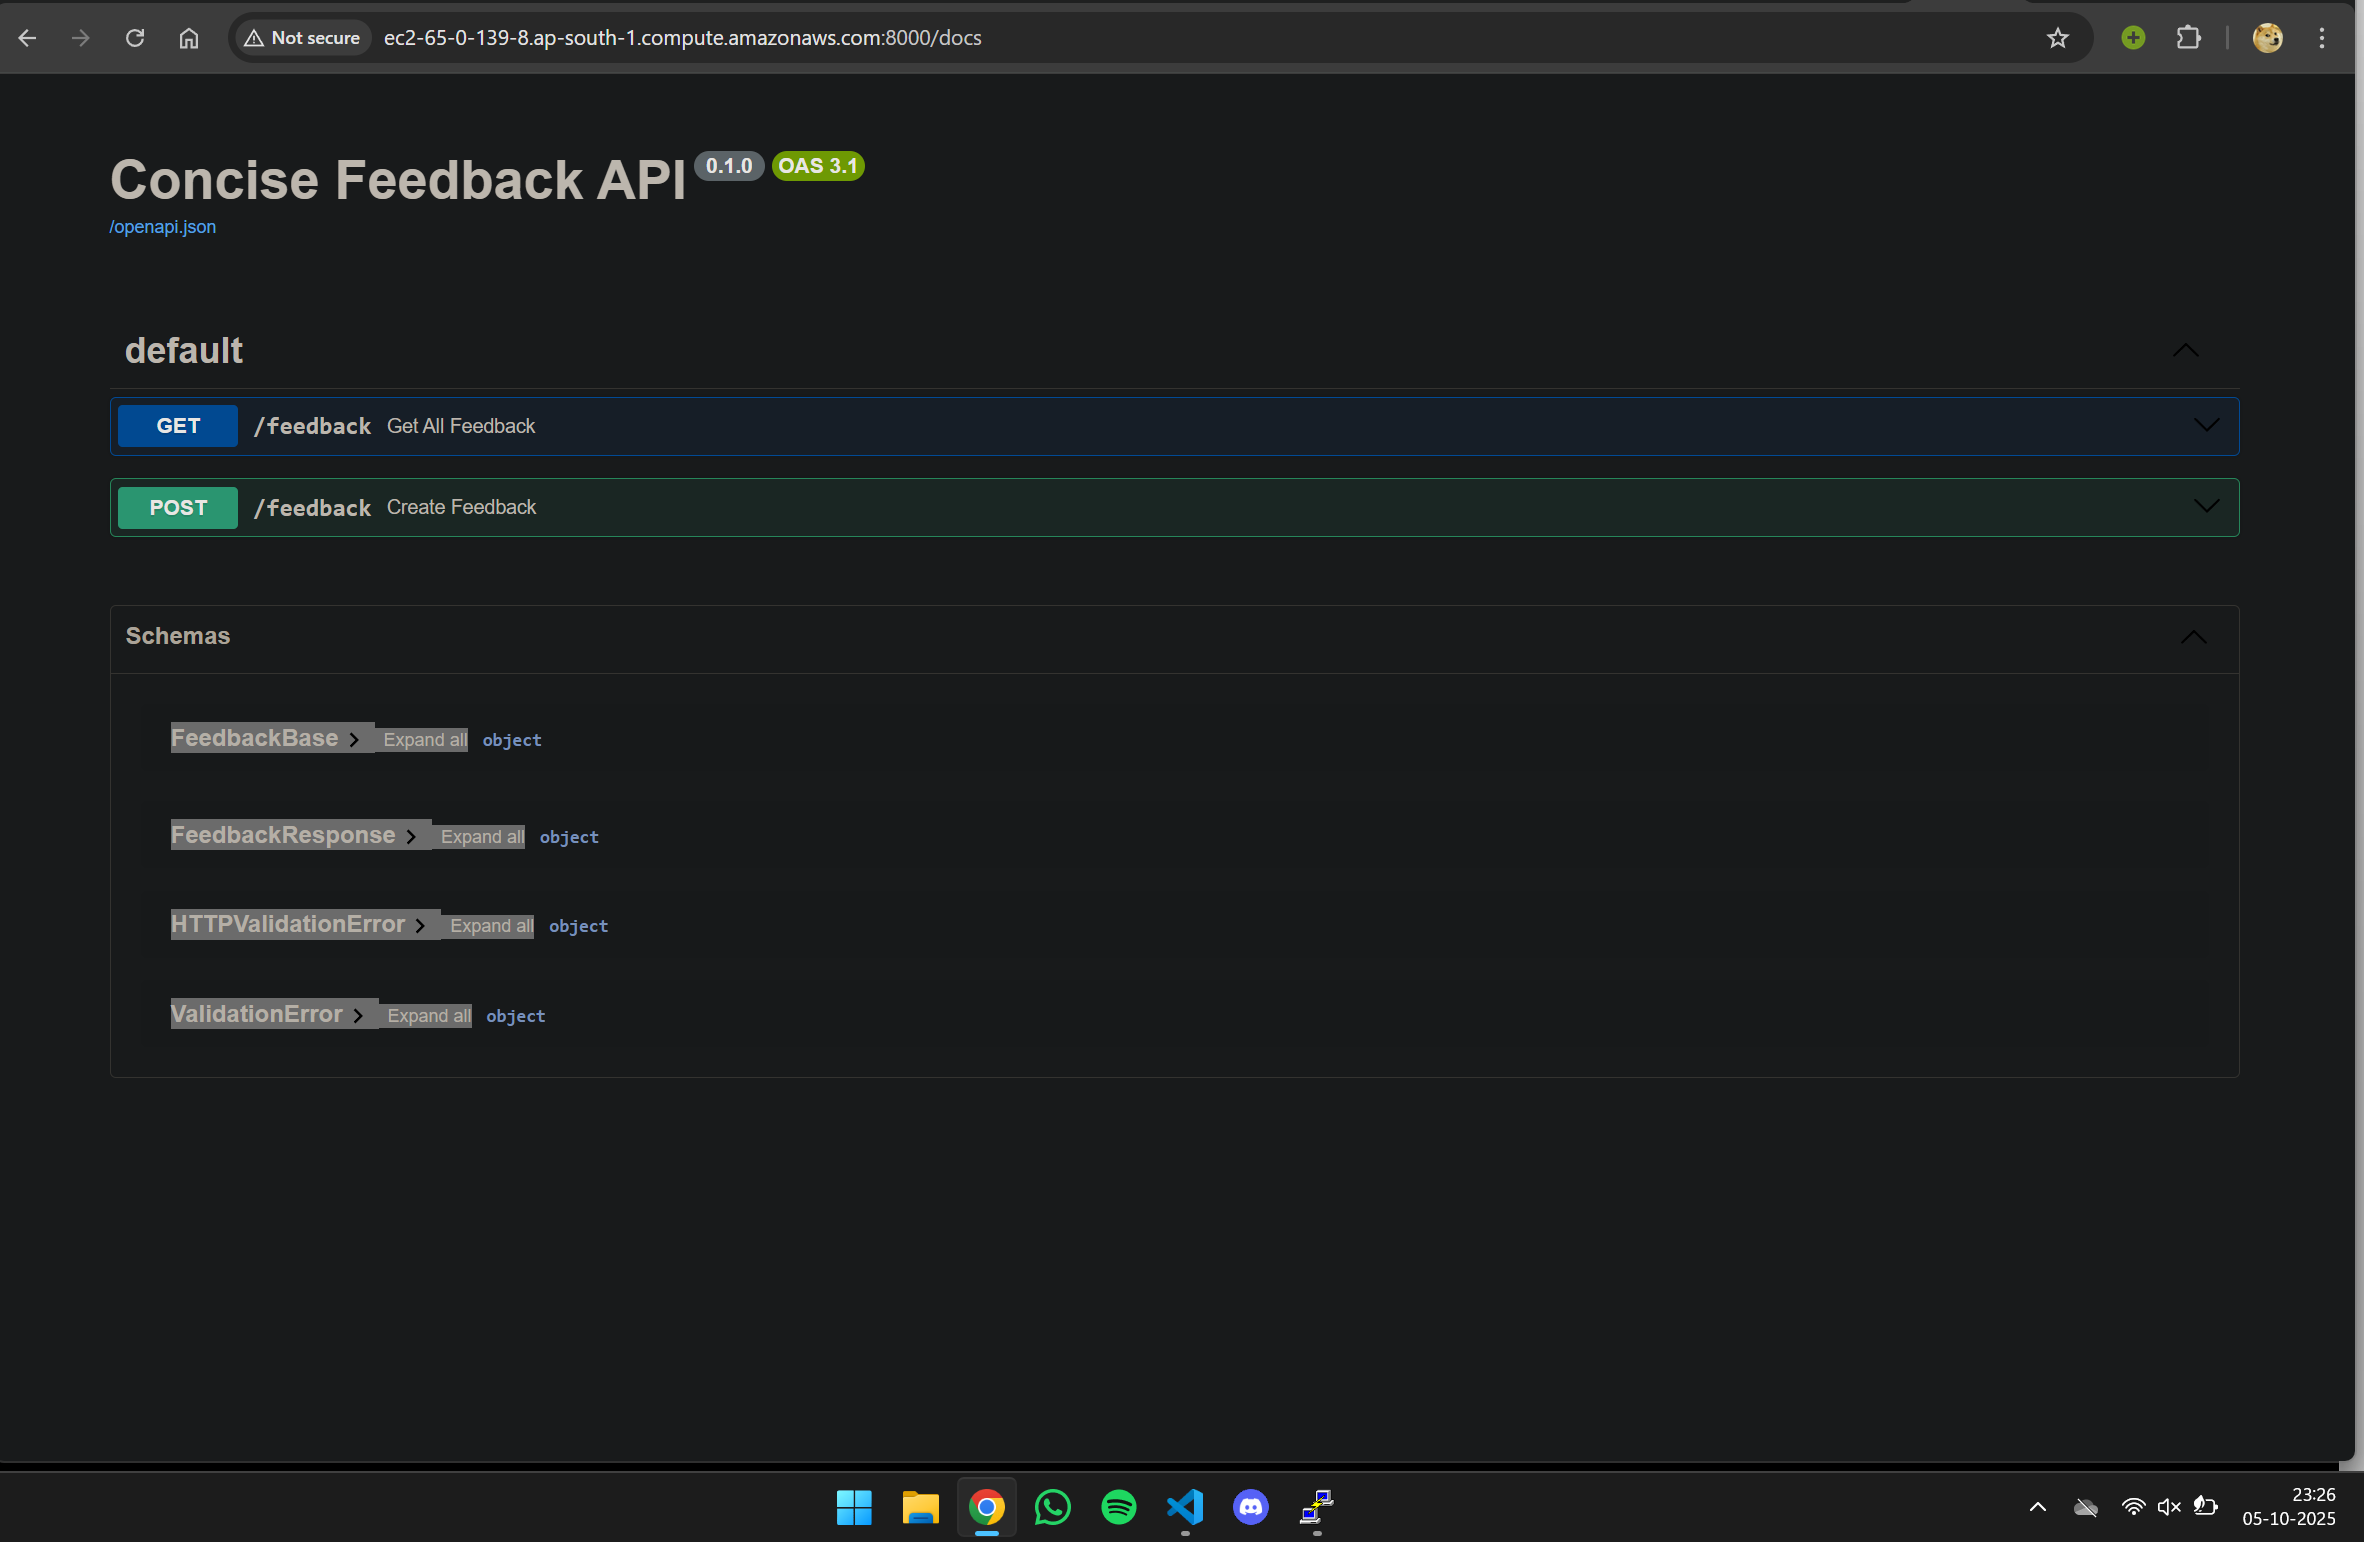 Not secure ec2-65-0-139-8.ap-south-1.compute.amazonaws.com:8000/docs
Concise Feedback API 0.1.0 OAS 3.1
/openapi.json
default
GET /feedback Get All Feedback
POST /feedback Create Feedback
Schemas
FeedbackBase Expand all object
FeedbackResponse Expand all object
HTTPValidationError Expand all object
ValidationError Expand all object
23:26
05-10-2025